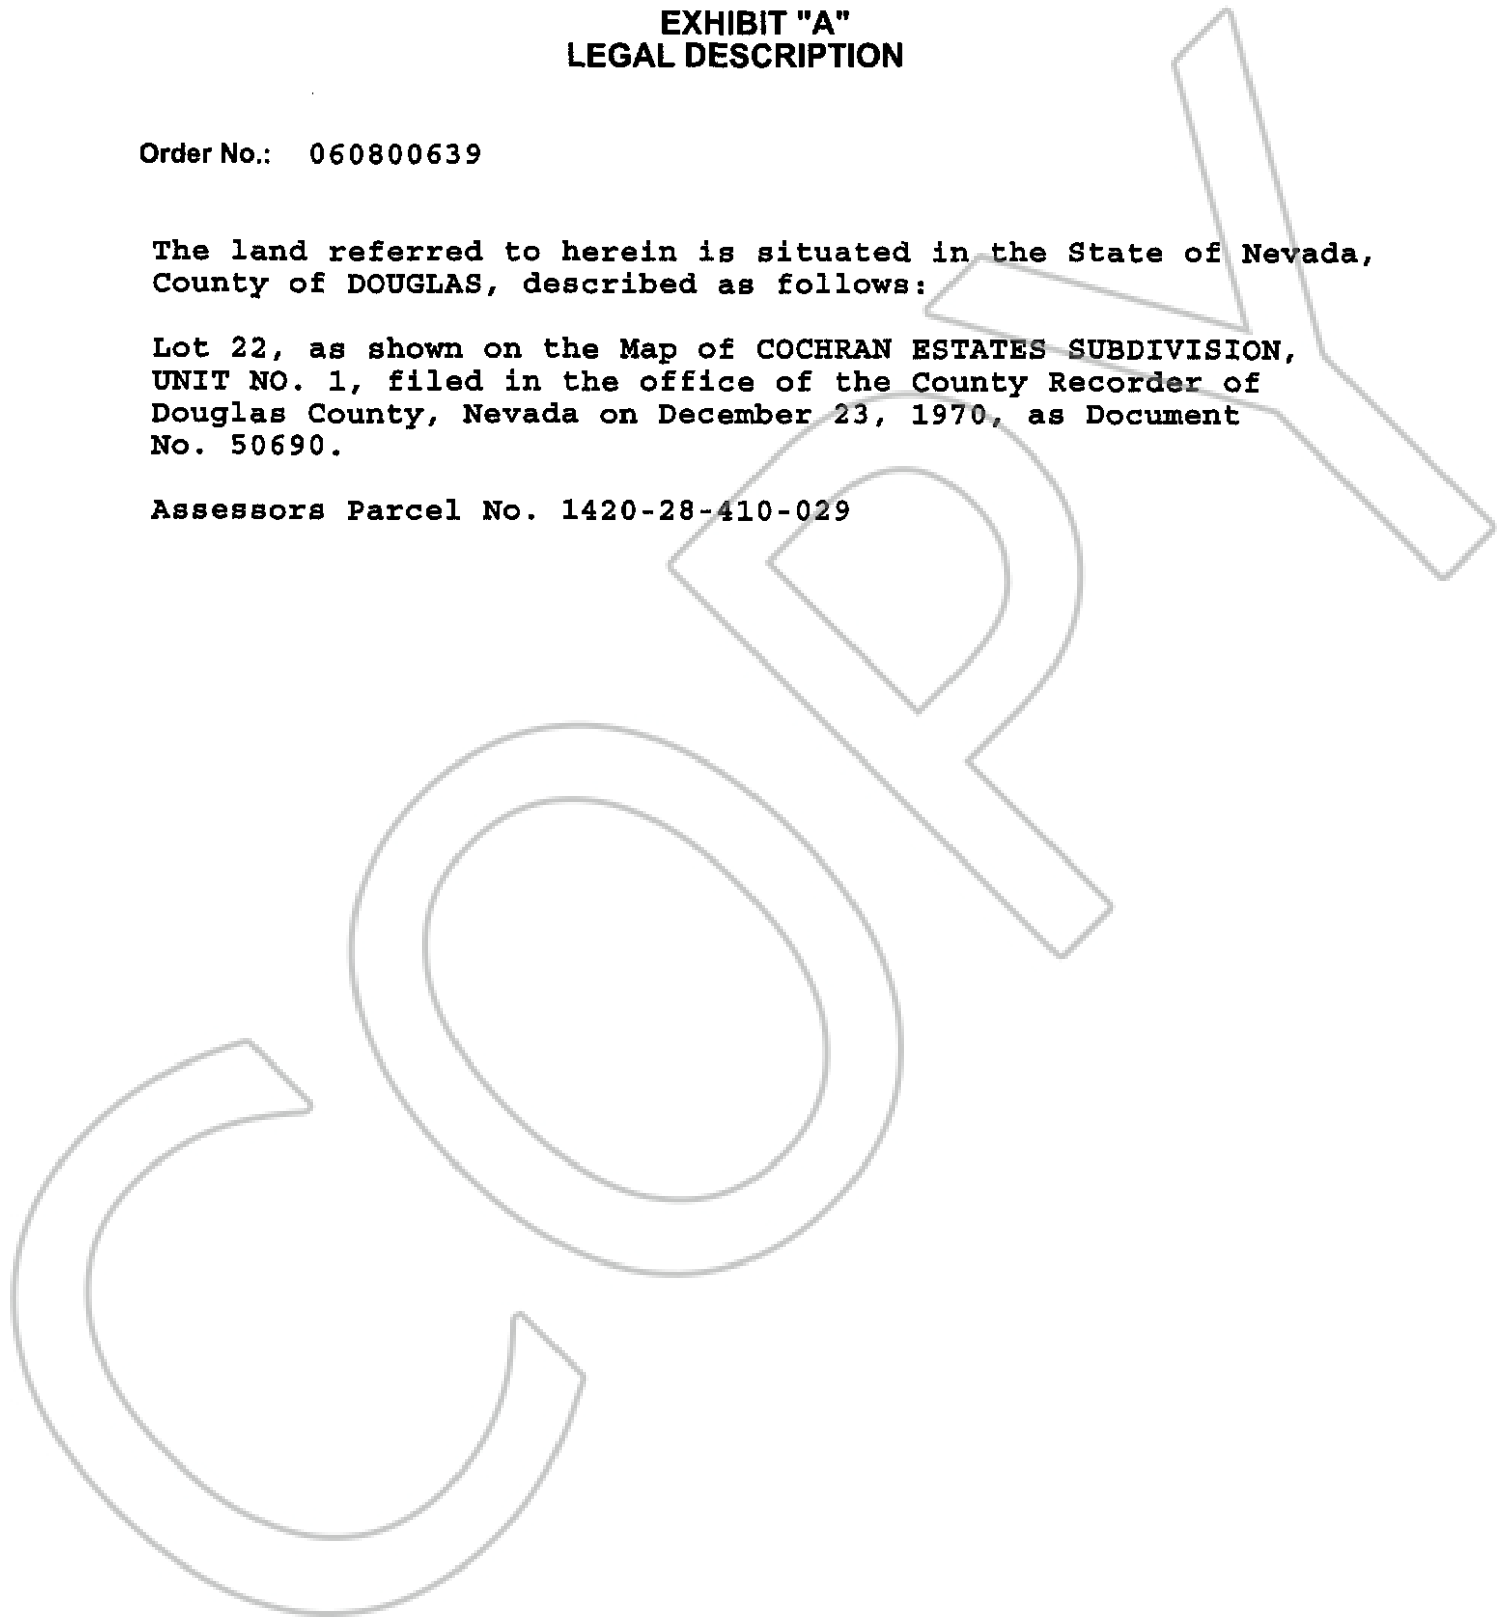 EXHIBIT "A"
LEGAL DESCRIPTION
Order No.: 060800639
The land referred to herein is situated in the State of Nevada,
County of DOUGLAS, described as follows:
Lot 22, as shown on the Map of COCHRAN ESTATES SUBDIVISION,
UNIT NO. 1, filed in the office of the County Recorder of
Douglas County, Nevada on December 23, 1970, as Document
No. 50690.
Assessors Parcel No. 1420-28-410-029
COPY